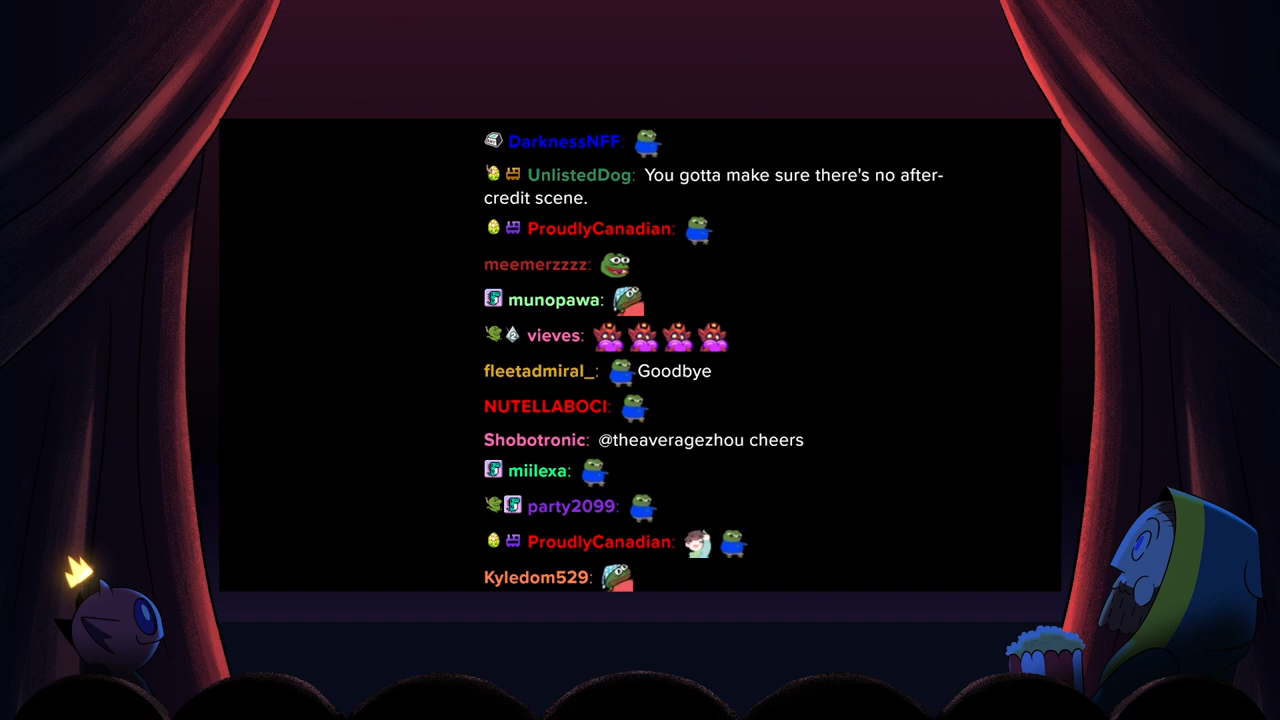 DarknessNFF:
UnlistedDog: You gotta make sure there's no after-
credit scene.
ProudlyCanadian:
meemerzzzz:
munopawa:
vieves:
fleetadmiral_: Goodbye
NUTELLABOCI:
Shobotronic: @theaveragezhou cheers
miilexa:
party2099:
ProudlyCanadian:
Kyledom529: